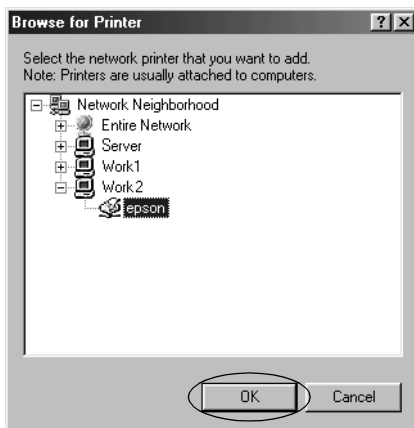 Browse for Printer
Select the network printer that you want to add.
Note: Printers are usually attached to computers.
Network Neighborhood
Entire Network
Server
Work1
Work2
epson
OK
Cancel